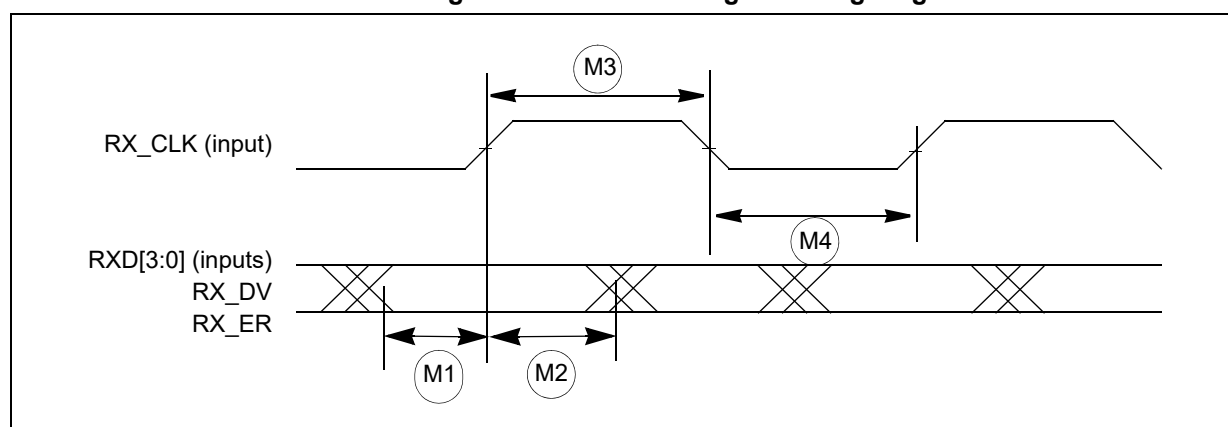 M3
RX_CLK (input)
M4
RXD[3:0] (inputs)
RX_DV
RX_ER
M1
M2